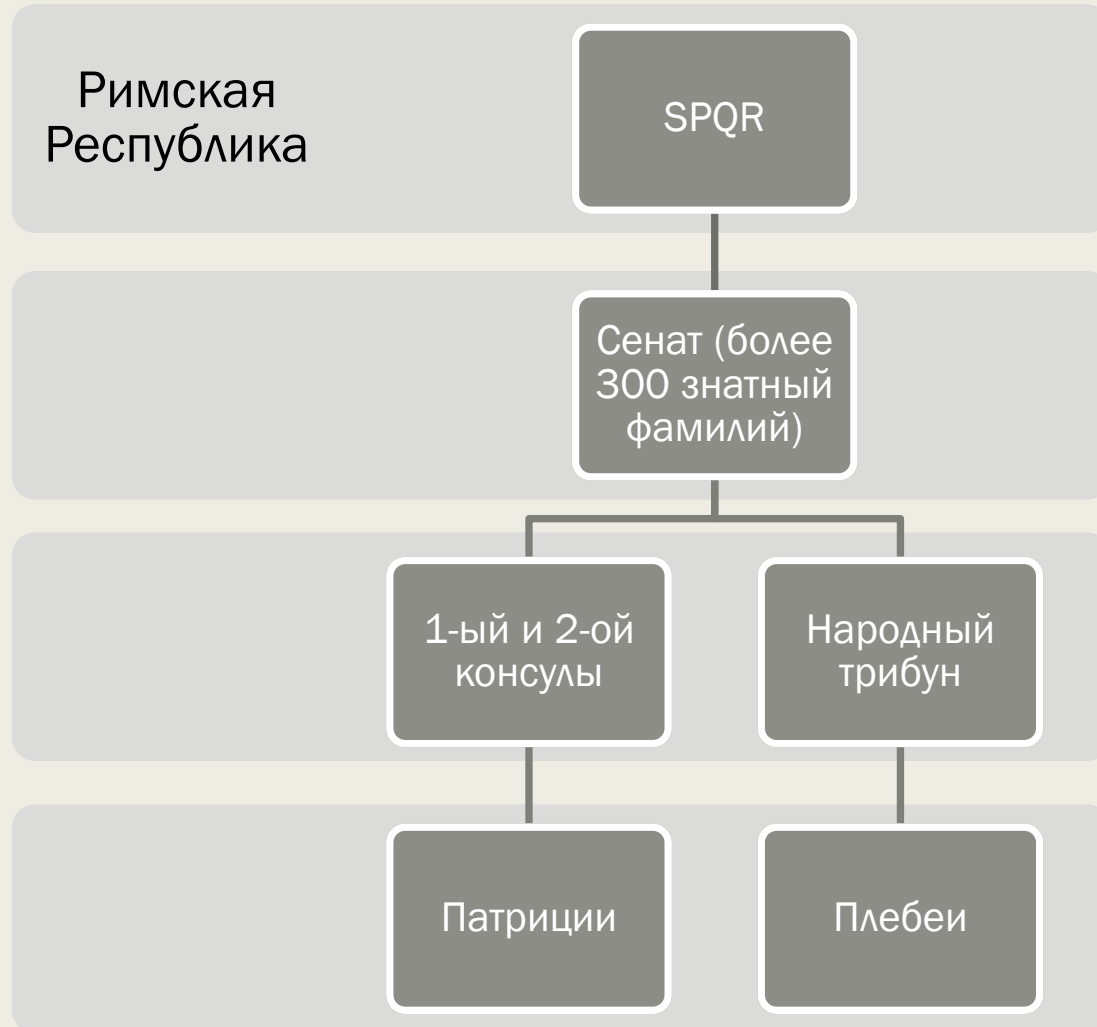 Римская
Республика
SPQR
Сенат (более
300 знатный
фамилий)
1-ый и 2-ой
консулы
Народный
трибун
Патриции
Плебеи